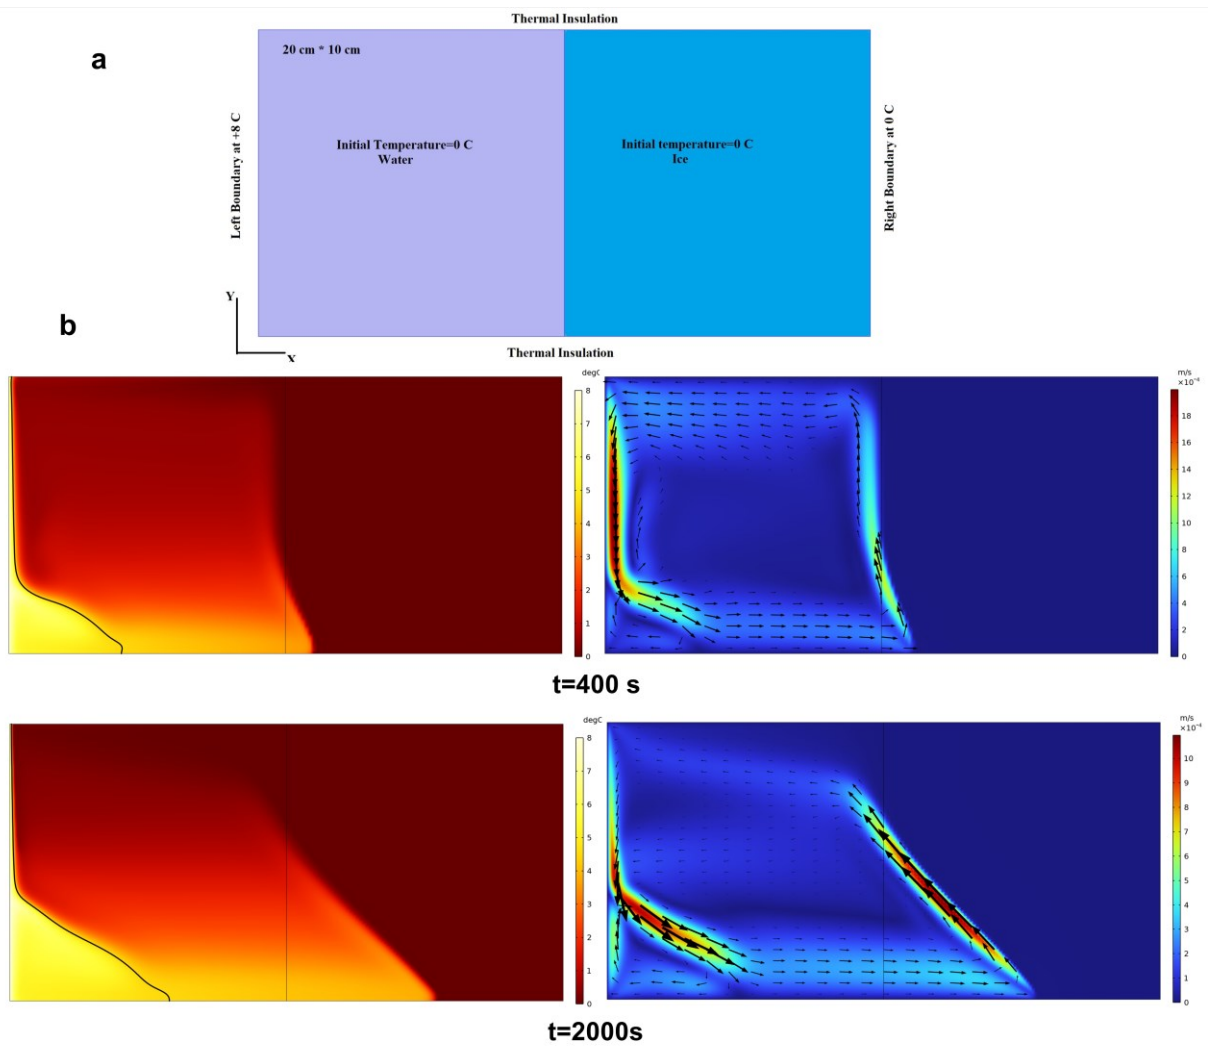 Thermal Insulation
a
20 cm * 10 cm
Left Boundary at +8 C
Initial Temperature=0 C
Water
Initial temperature=0 C
Ice
Right Boundary at 0 C
Y
X
Thermal Insulation
b
degC
8
7
6
5
4
3
2
1
0
m/s
×10⁻⁴
18
16
14
12
10
8
6
4
2
0
t=400 s
degC
8
7
6
5
4
3
2
1
0
m/s
×10⁻⁴
10
9
8
7
6
5
4
3
2
1
0
t=2000s